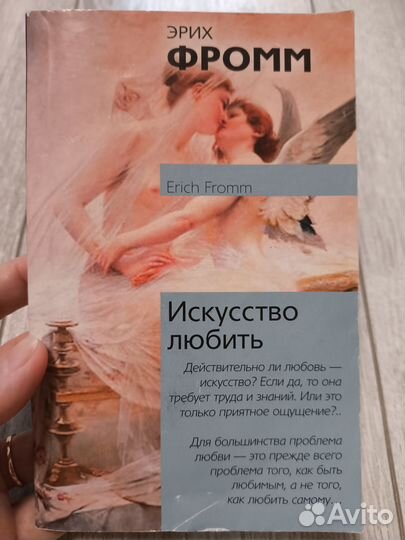 ЭРИХ
ФРОММ
Erich Fromm
Искусство
любить
Действительно ли любовь —
искусство? Если да, то она
требует труда и знаний. Или это
только приятное ощущение?..
Для большинства проблема
любви — это прежде всего
проблема того, как быть
любимым, а не того,
как любить самому...
Avito